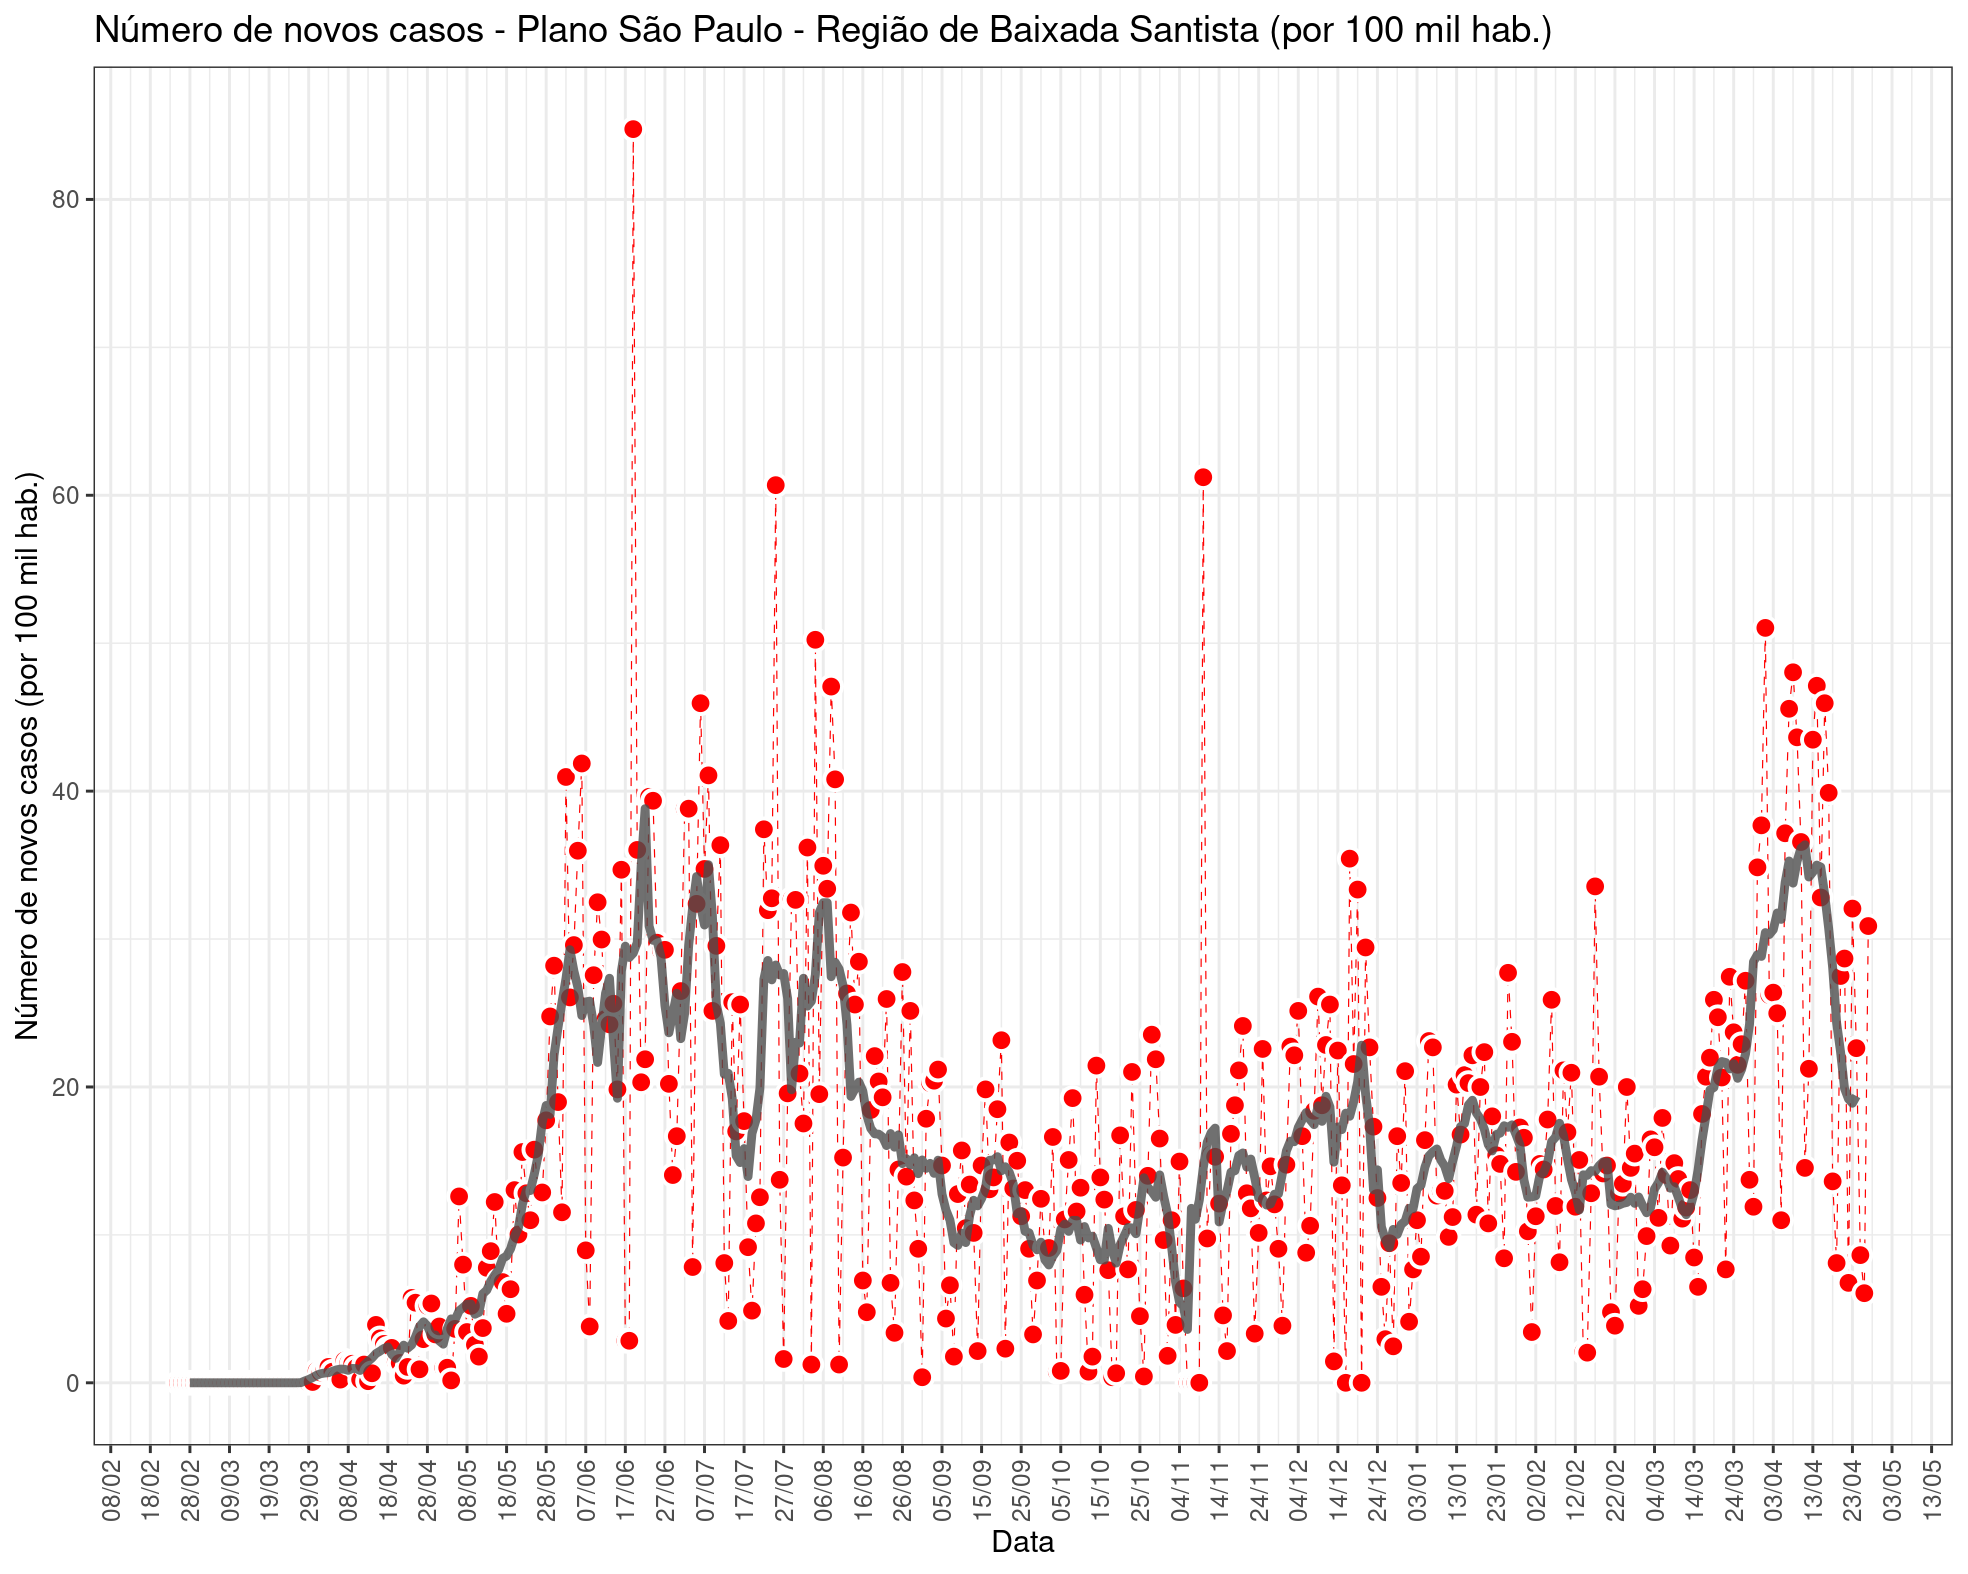 Número de novos casos - Plano São Paulo - Região de Baixada Santista (por 100 mil hab.)
Número de novos casos (por 100 mil hab.)
80
60
40
20
0
08/02 18/02 28/02 09/03 19/03 29/03 08/04 18/04 28/04 08/05 18/05 28/05 07/06 17/06 27/06 07/07 17/07 27/07 06/08 16/08 26/08 05/09 15/09 25/09 05/10 15/10 25/10 04/11 14/11 24/11 04/12 14/12 24/12 03/01 13/01 23/01 02/02 12/02 22/02 04/03 14/03 24/03 03/04 13/04 23/04 03/05 13/05
Data